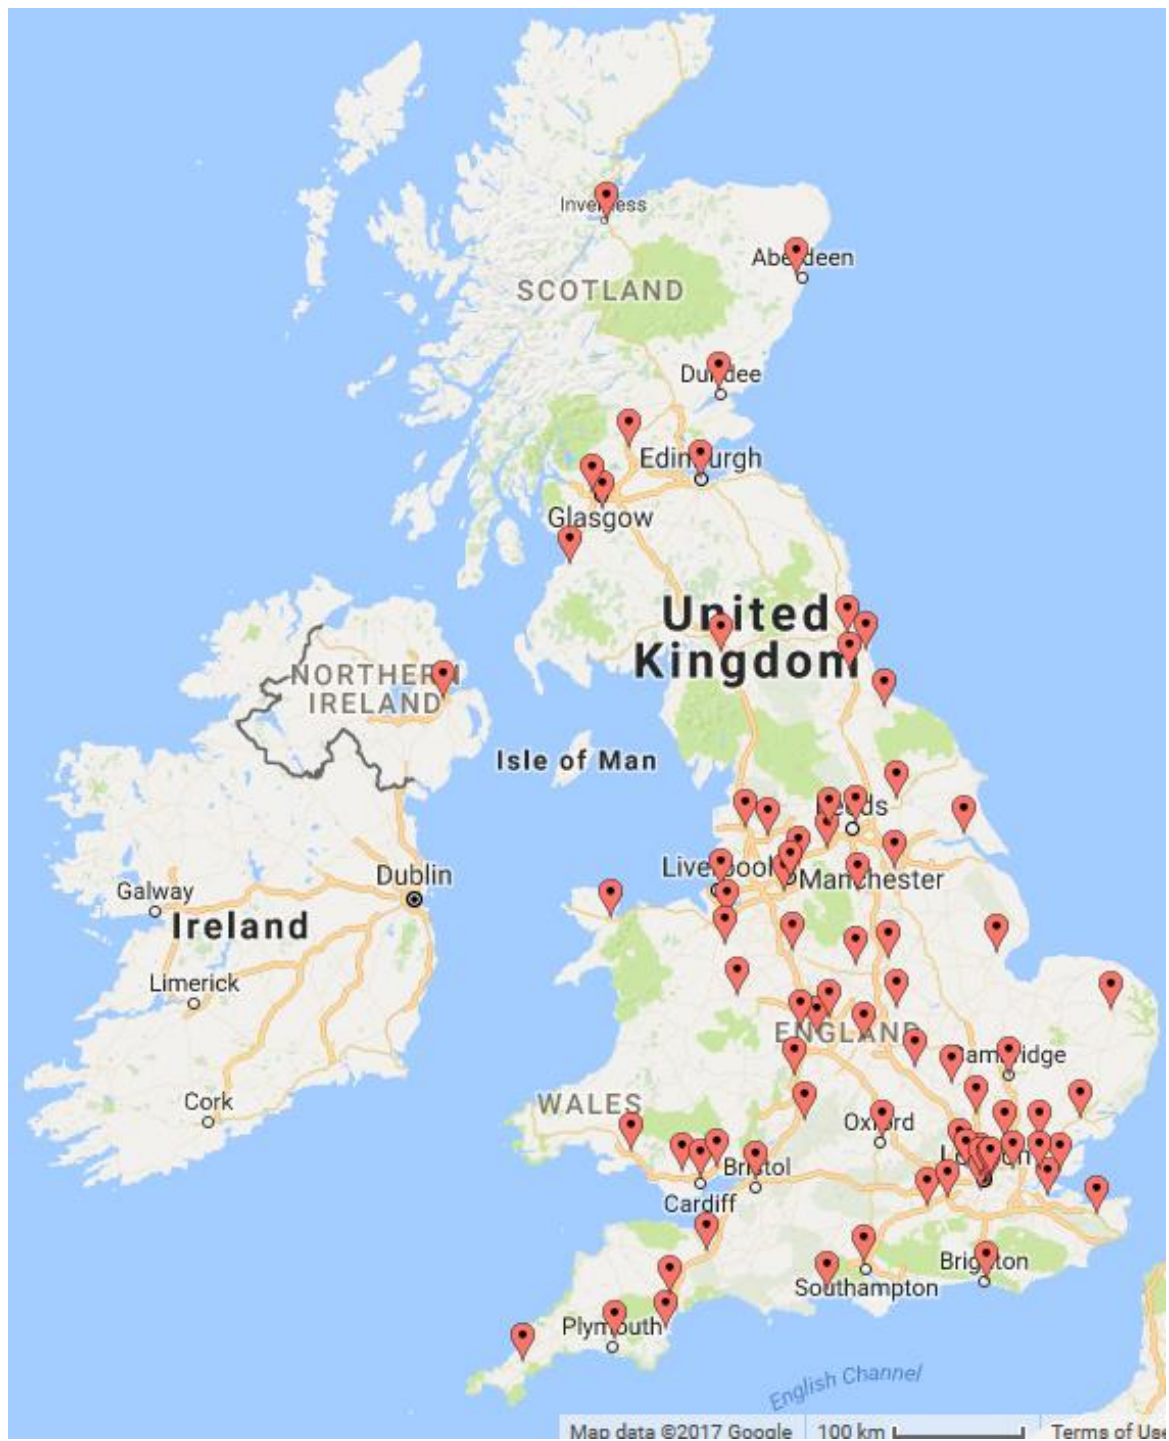 Inverness
Aberdeen
SCOTLAND
Dundee
Edinburgh
Glasgow
United
Kingdom
NORTHERN
IRELAND
Isle of Man
Leeds
Liverpool
Manchester
Dublin
Galway
Ireland
Limerick
ENGLAND
Cambridge
Cork
WALES
Oxford
London
Bristol
Cardiff
Brighton
Southampton
Plymouth
English Channel
Map data ©2017 Google
100 km
Terms of Use